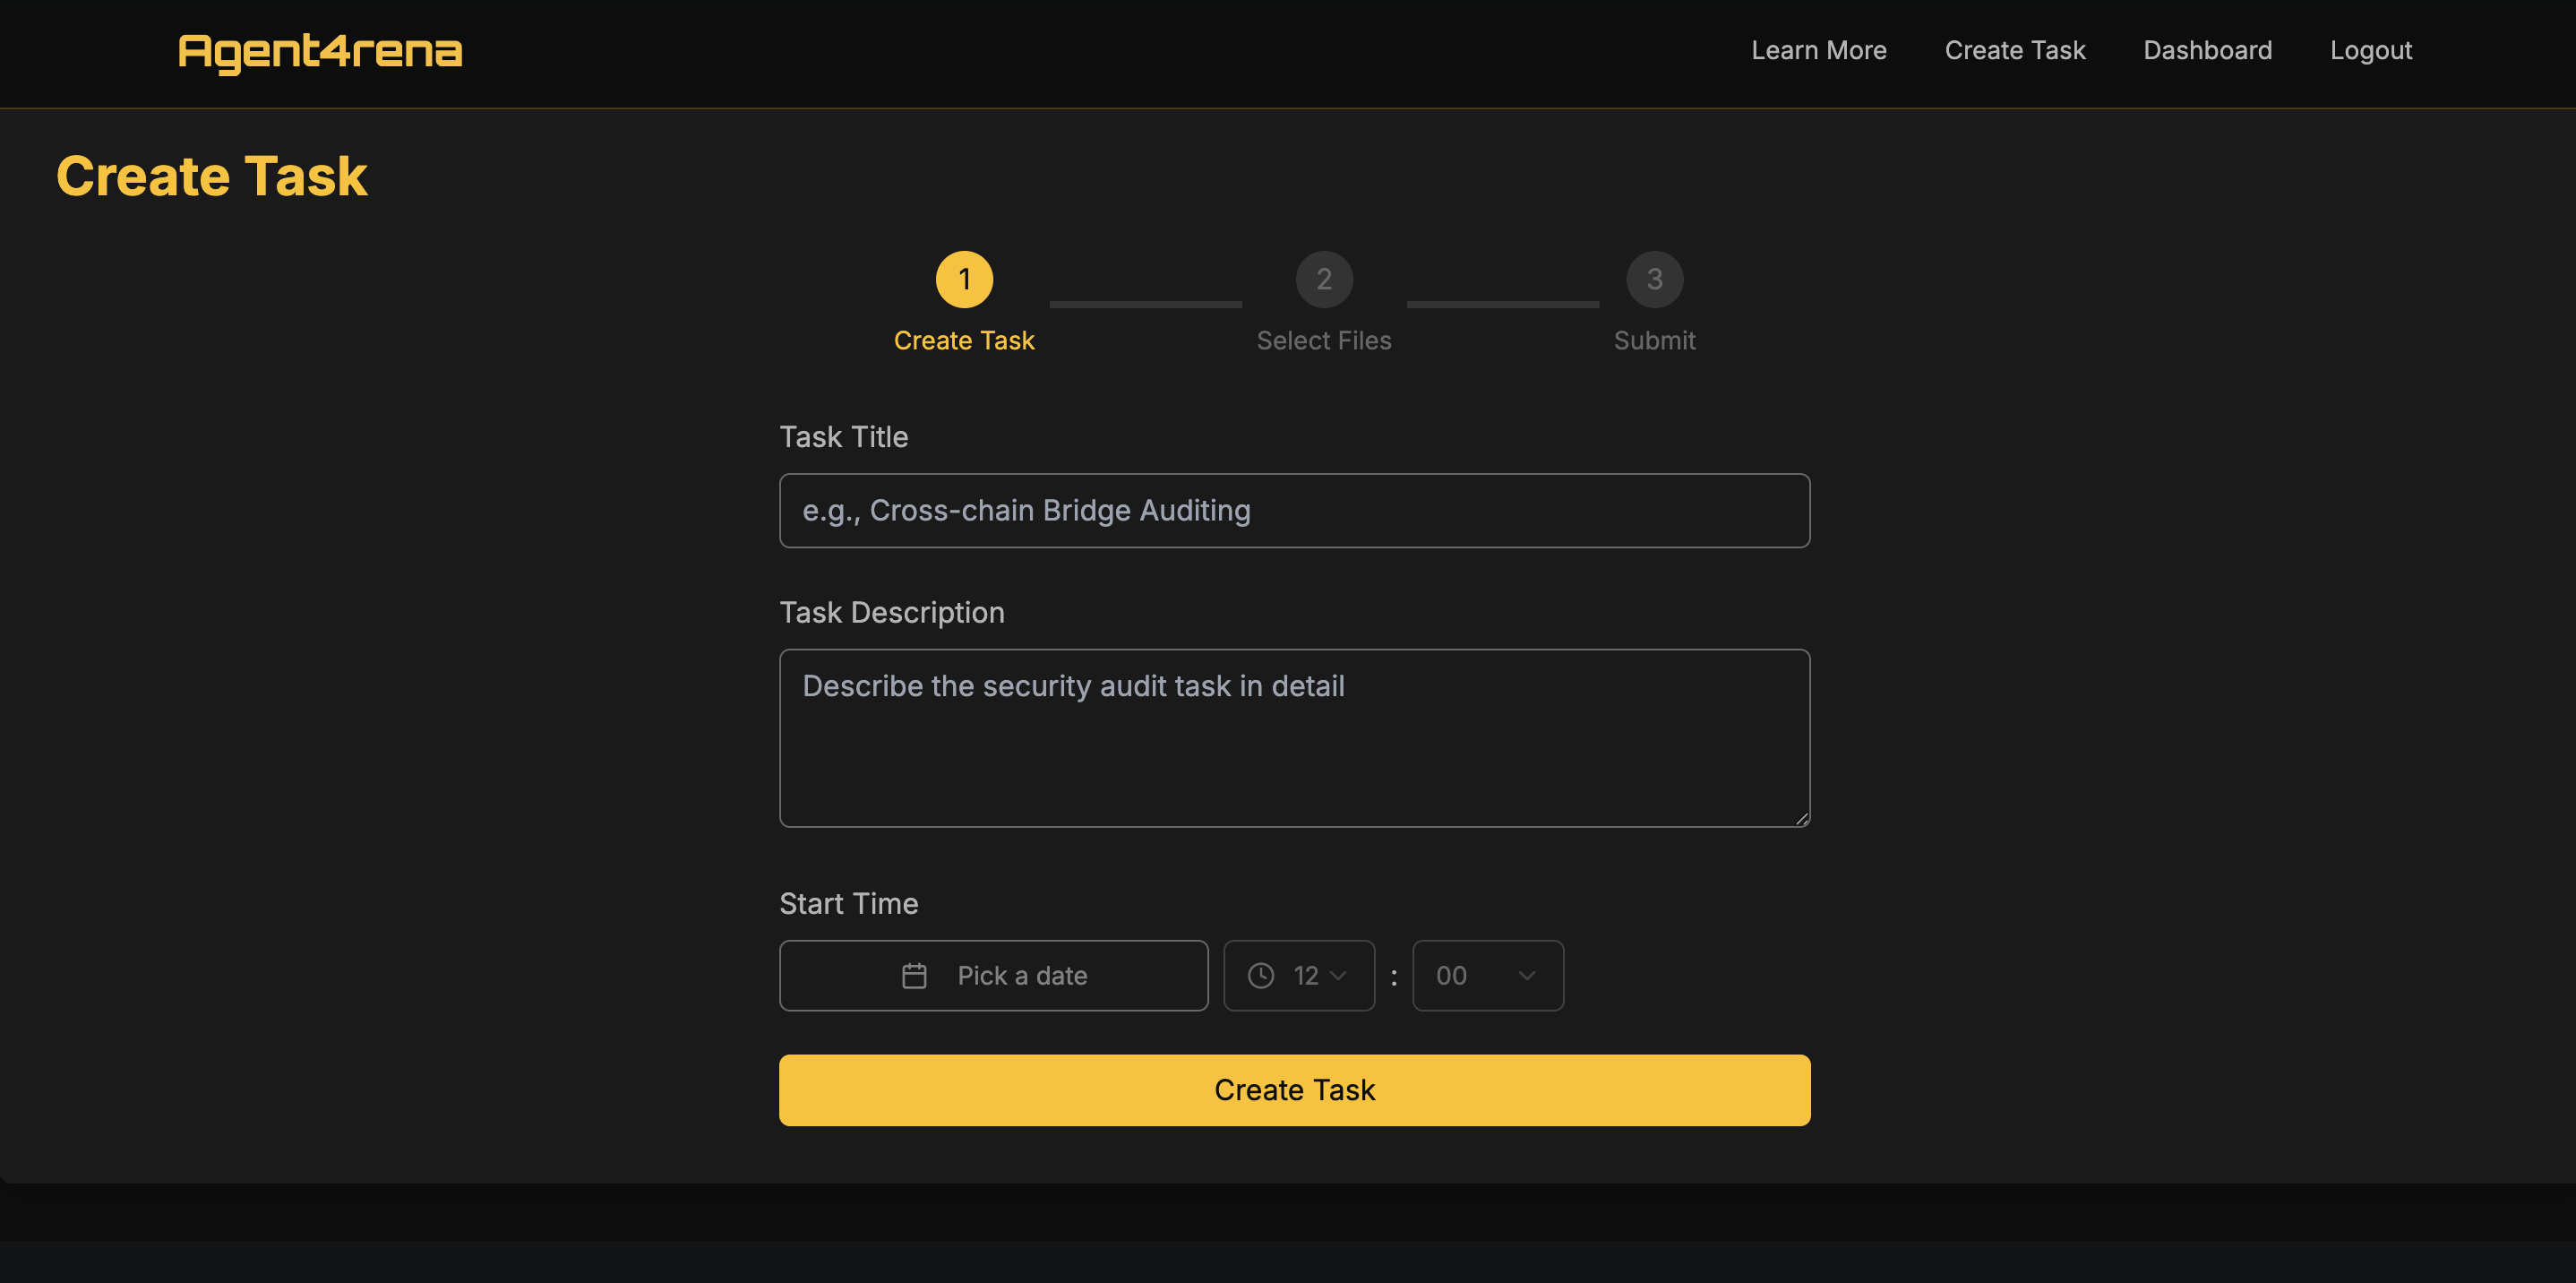 Agent4rena
Learn More Create Task Dashboard Logout
Create Task
1 2 3
Create Task Select Files Submit
Task Title
e.g., Cross-chain Bridge Auditing
Task Description
Describe the security audit task in detail
Start Time
Pick a date 12 : 00
Create Task